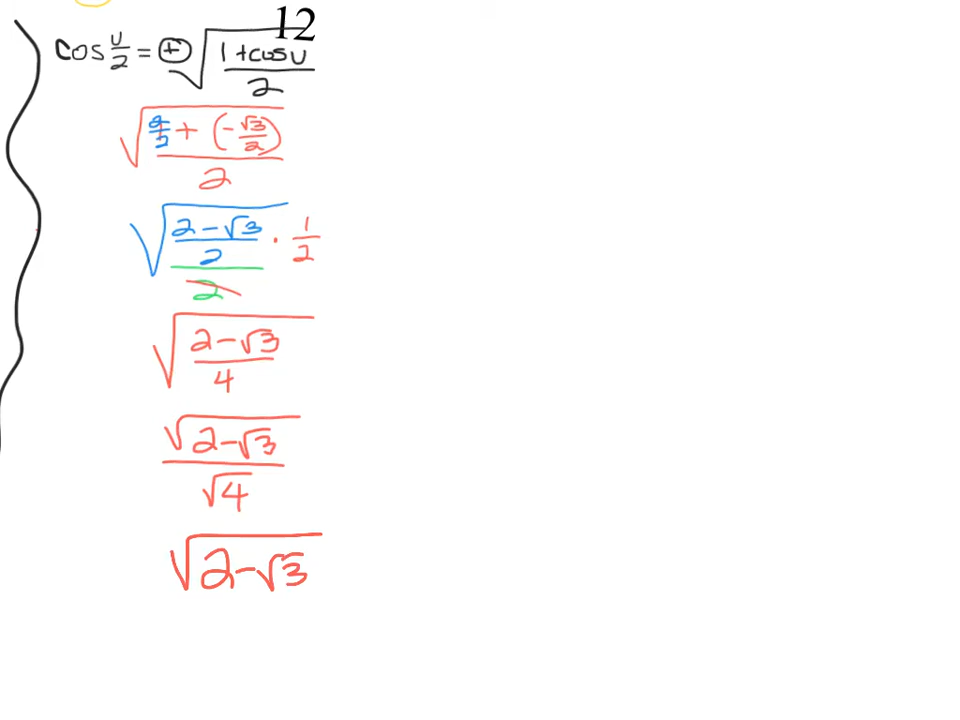 12
cos u/2 = ⊕ √((1+cosu)/2)
√((2/2 + (-√3/2))/2)
√(((2-√3)/2)/2) · 1/2
√((2-√3)/4)
√(2-√3)/√4
√(2-√3)